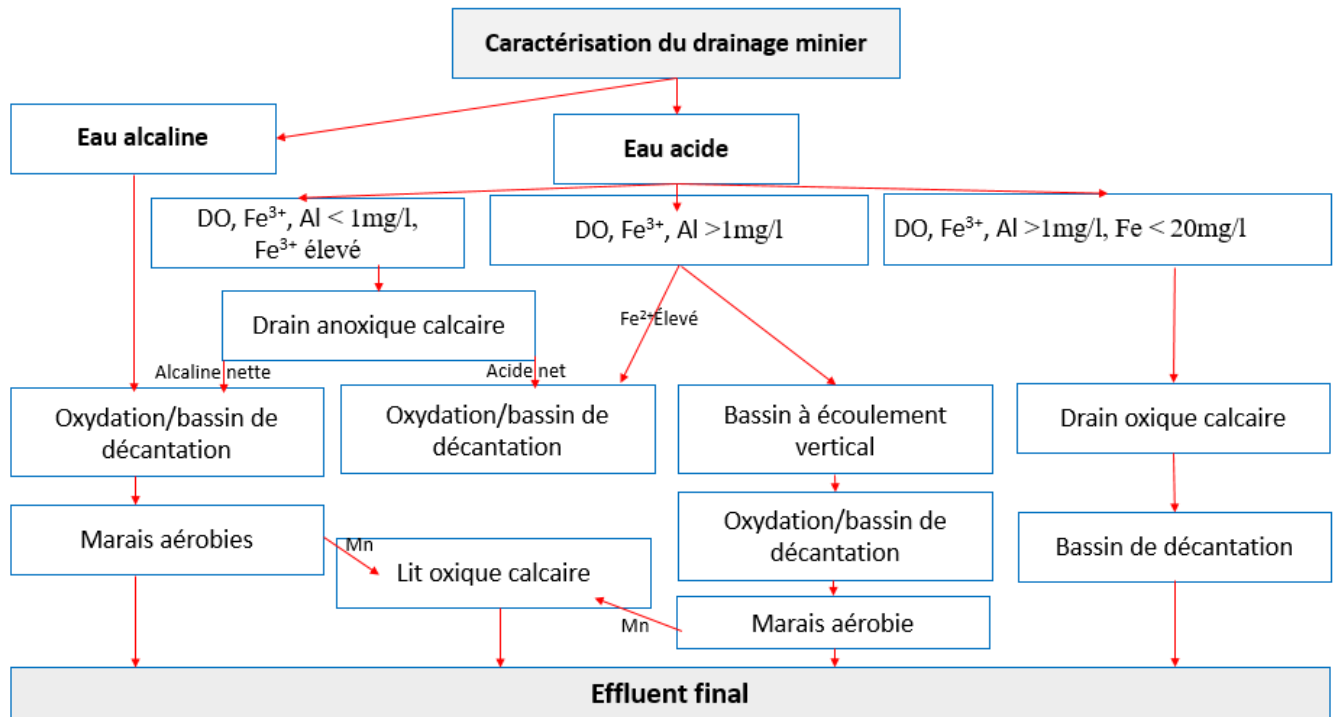 Caractérisation du drainage minier
Eau alcaline
Eau acide
DO, Fe³⁺, Al < 1mg/l,
Fe³⁺ élevé
DO, Fe³⁺, Al >1mg/l
DO, Fe³⁺, Al >1mg/l, Fe < 20mg/l
Drain anoxique calcaire
Fe²⁺Élevé
Alcaline nette
Acide net
Oxydation/bassin de
décantation
Oxydation/bassin de
décantation
Bassin à écoulement
vertical
Drain oxique calcaire
Marais aérobies
Mn
Lit oxique calcaire
Oxydation/bassin de
décantation
Bassin de décantation
Mn
Marais aérobie
Effluent final